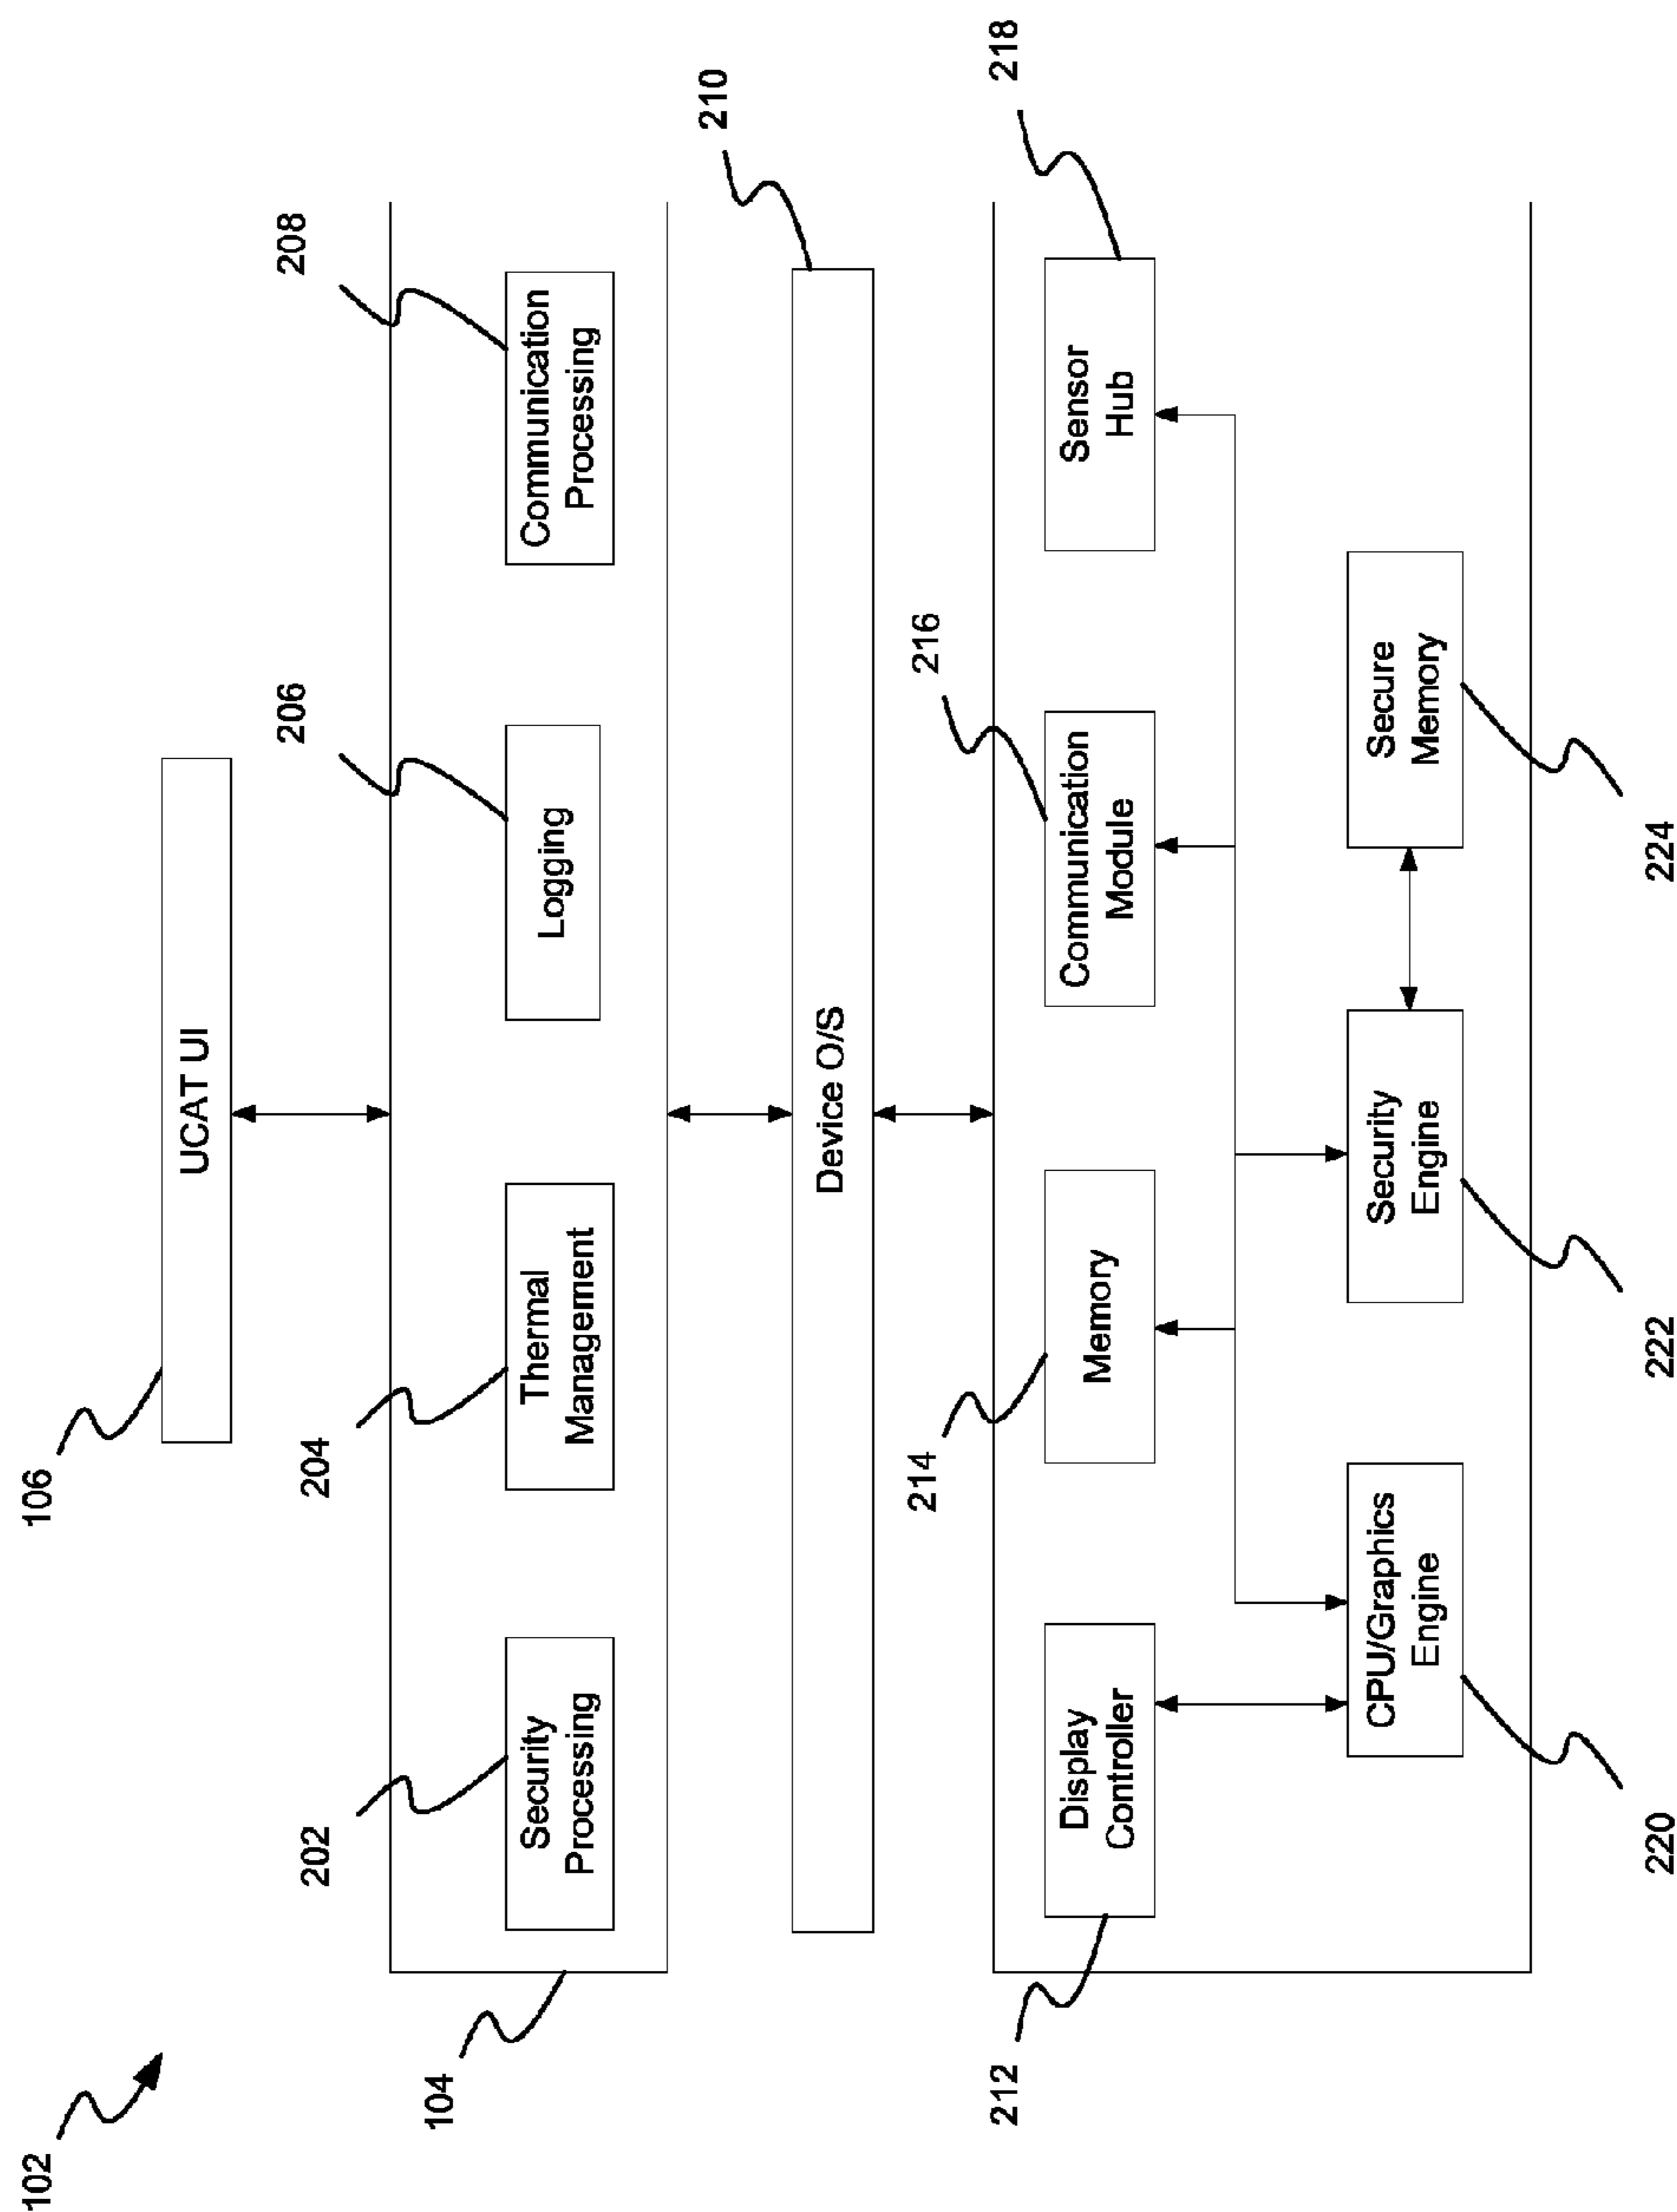 102
106
UCAT UI
104
202
204
206
208
Security
Processing
Thermal
Management
Logging
Communication
Processing
210
Device O/S
212
214
216
218
Display
Controller
Memory
Communication
Module
Sensor
Hub
CPU/Graphics
Engine
Security
Engine
Secure
Memory
220
222
224